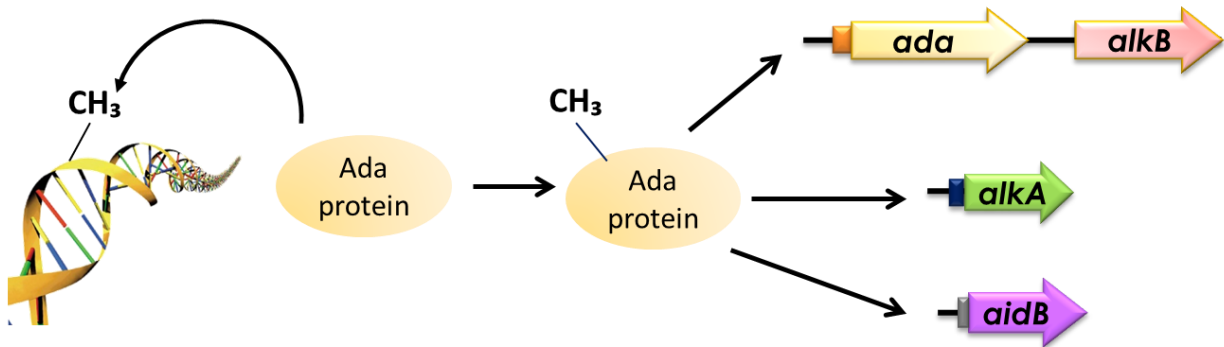 CH₃
Ada
protein
CH₃
Ada
protein
ada
alkB
alkA
aidB